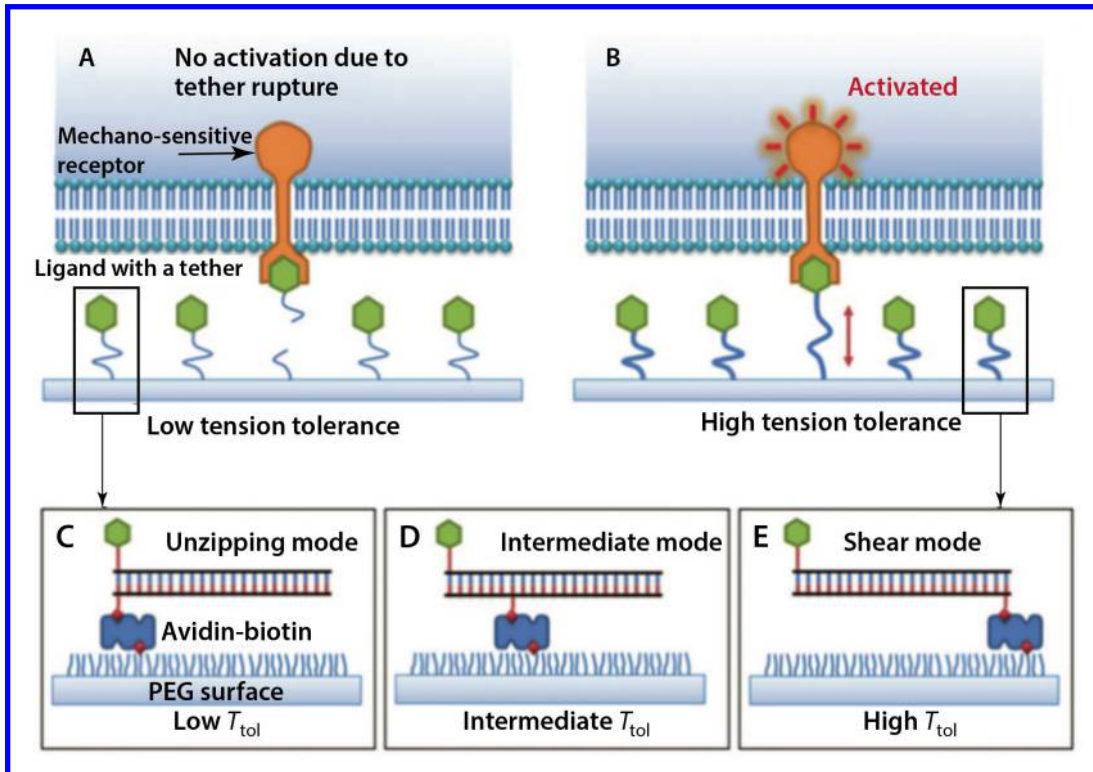 A
No activation due to
tether rupture
Mechano-sensitive
receptor
Ligand with a tether
Low tension tolerance
B
Activated
High tension tolerance
C
Unzipping mode
Avidin-biotin
PEG surface
Low Ttol
D
Intermediate mode
Intermediate Ttol
E
Shear mode
High Ttol